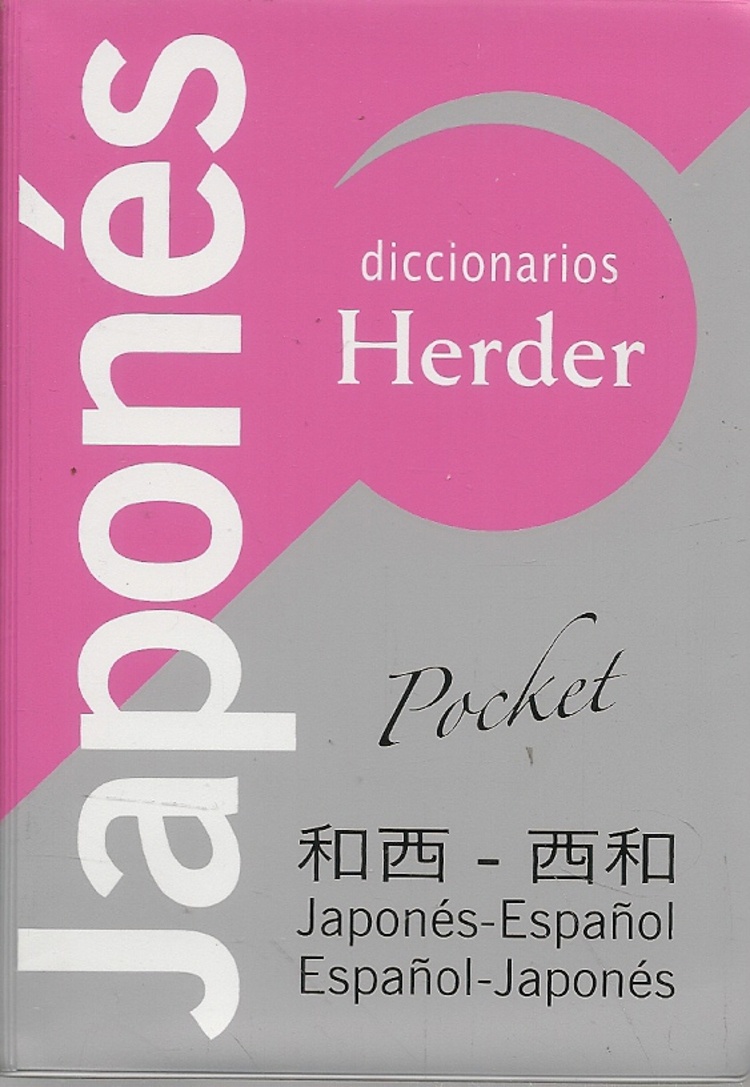 Japonés
diccionarios
Herder
Pocket
和西 - 西和
Japonés-Español
Español-Japonés